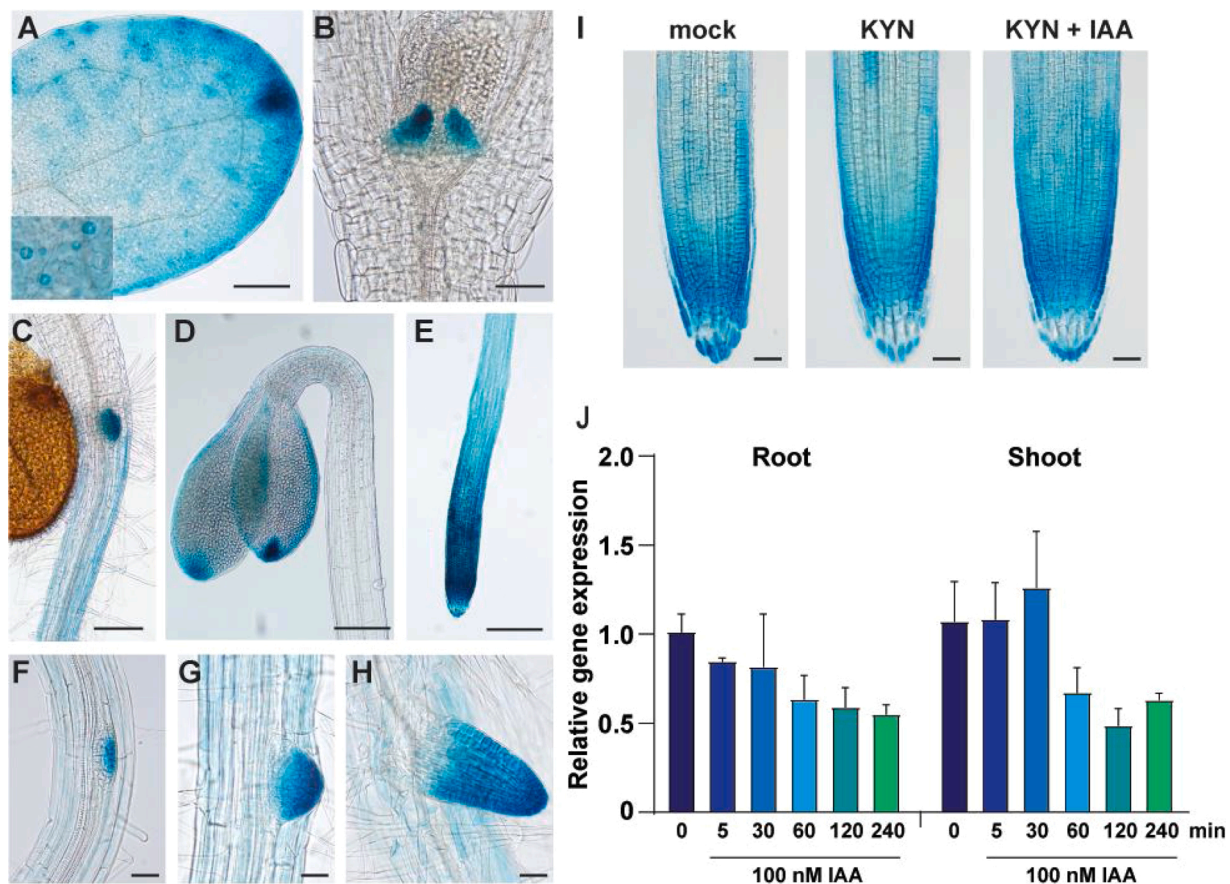 A
B
C
D
E
F
G
H
I
mock
KYN
KYN + IAA
J
Root
Shoot
Relative gene expression
2.0
1.5
1.0
0.5
0
0 5 30 60 120 240 0 5 30 60 120 240 min
100 nM IAA
100 nM IAA